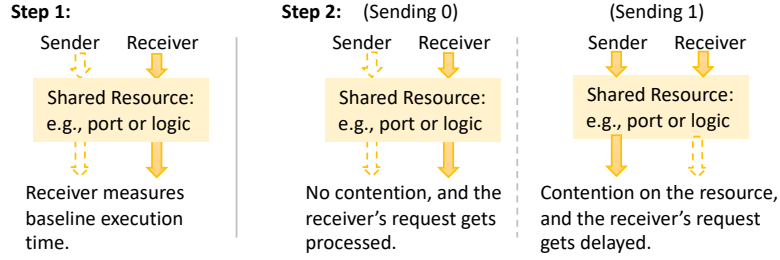 Step 1:
Sender Receiver
Shared Resource:
e.g., port or logic
Receiver measures
baseline execution
time.
Step 2: (Sending 0)
Sender Receiver
Shared Resource:
e.g., port or logic
No contention, and the
receiver's request gets
processed.
(Sending 1)
Sender Receiver
Shared Resource:
e.g., port or logic
Contention on the resource,
and the receiver's request
gets delayed.